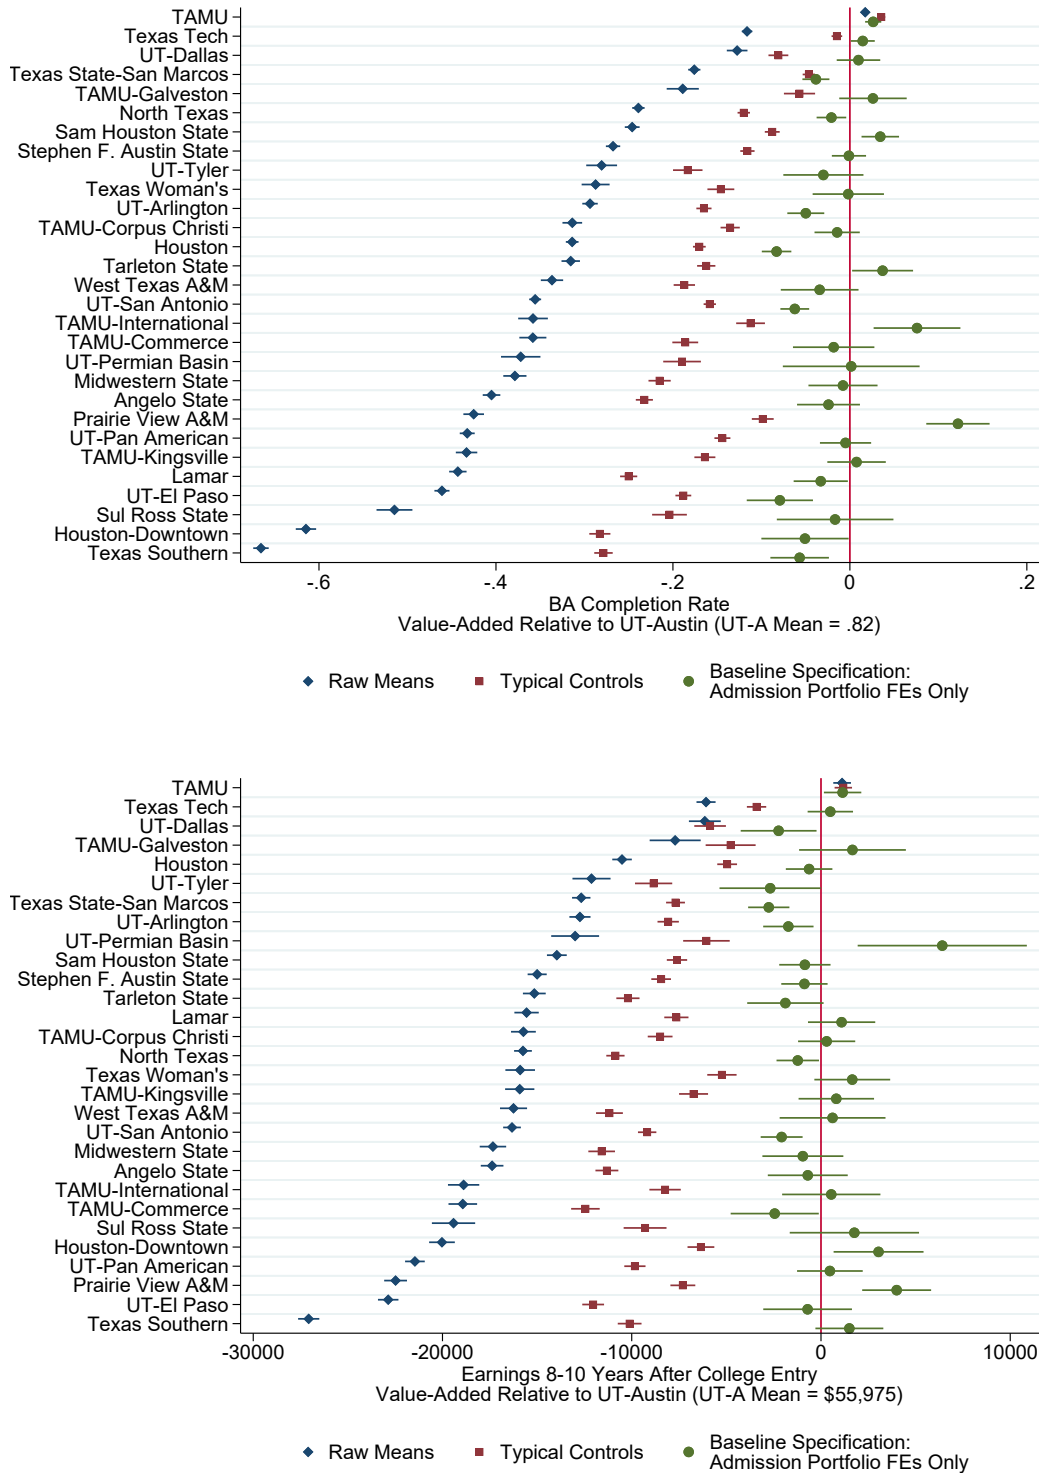 TAMU
Texas Tech
UT-Dallas
Texas State-San Marcos
TAMU-Galveston
North Texas
Sam Houston State
Stephen F. Austin State
UT-Tyler
Texas Woman's
UT-Arlington
TAMU-Corpus Christi
Houston
Tarleton State
West Texas A&M
UT-San Antonio
TAMU-International
TAMU-Commerce
UT-Permian Basin
Midwestern State
Angelo State
Prairie View A&M
UT-Pan American
TAMU-Kingsville
Lamar
UT-El Paso
Sul Ross State
Houston-Downtown
Texas Southern
-.6 -.4 -.2 0 .2
BA Completion Rate
Value-Added Relative to UT-Austin (UT-A Mean = .82)
Raw Means
Typical Controls
Baseline Specification:
Admission Portfolio FEs Only
TAMU
Texas Tech
UT-Dallas
TAMU-Galveston
Houston
UT-Tyler
Texas State-San Marcos
UT-Arlington
UT-Permian Basin
Sam Houston State
Stephen F. Austin State
Tarleton State
Lamar
TAMU-Corpus Christi
North Texas
Texas Woman's
TAMU-Kingsville
West Texas A&M
UT-San Antonio
Midwestern State
Angelo State
TAMU-International
TAMU-Commerce
Sul Ross State
Houston-Downtown
UT-Pan American
Prairie View A&M
UT-El Paso
Texas Southern
-30000 -20000 -10000 0 10000
Earnings 8-10 Years After College Entry
Value-Added Relative to UT-Austin (UT-A Mean = $55,975)
Raw Means
Typical Controls
Baseline Specification:
Admission Portfolio FEs Only